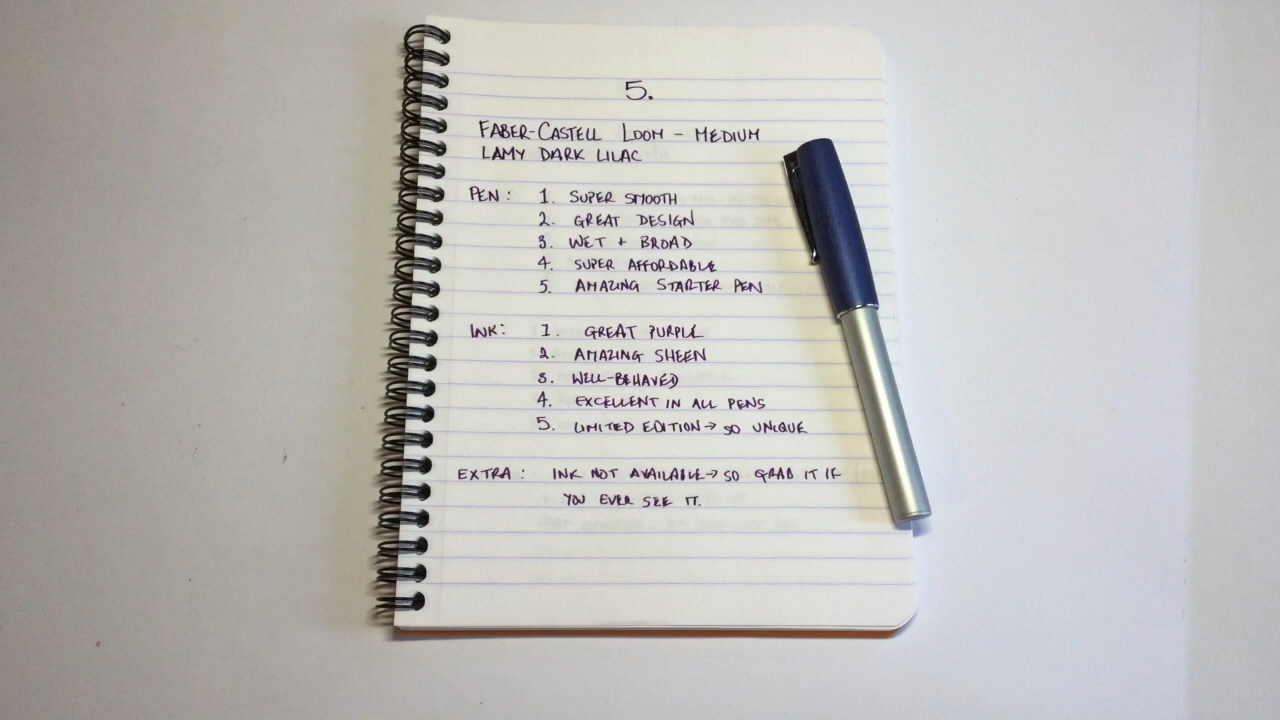 5.
FABER-CASTELL LOOM - MEDIUM
LAMY DARK LILAC
PEN: 1. SUPER SMOOTH
2. GREAT DESIGN
3. WET + BROAD
4. SUPER AFFORDABLE
5. AMAZING STARTER PEN
INK: 1. GREAT PURPLE
2. AMAZING SHEEN
3. WELL-BEHAVED
4. EXCELLENT IN ALL PENS
5. LIMITED EDITION → SO UNIQUE
EXTRA: INK NOT AVAILABLE → SO GRAB IT IF
YOU EVER SEE IT.